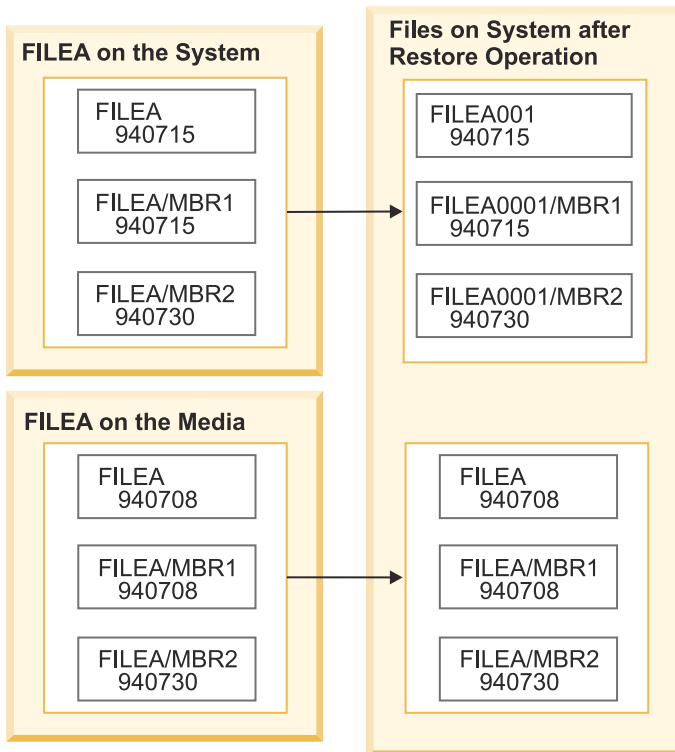 FILEA on the System
FILEA
940715
FILEA/MBR1
940715
FILEA/MBR2
940730
Files on System after
Restore Operation
FILEA001
940715
FILEA0001/MBR1
940715
FILEA0001/MBR2
940730
FILEA on the Media
FILEA
940708
FILEA/MBR1
940708
FILEA/MBR2
940730
FILEA
940708
FILEA/MBR1
940708
FILEA/MBR2
940730